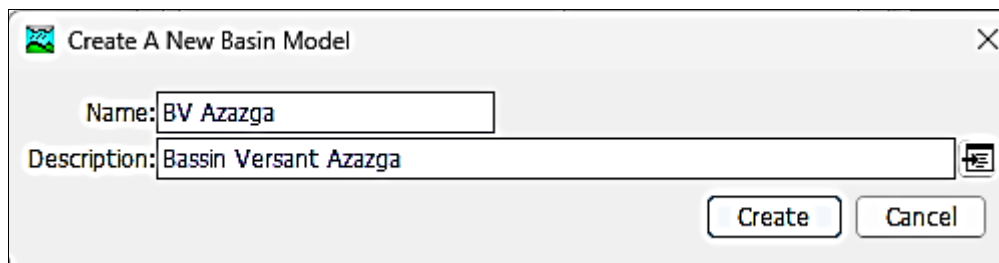 Create A New Basin Model
Name: BV Azazga
Description: Bassin Versant Azazga
Create Cancel